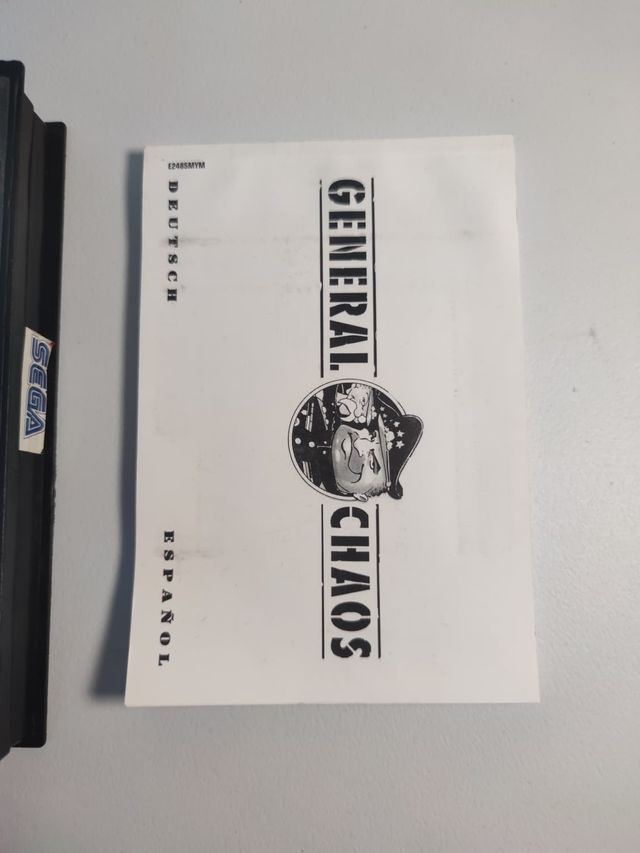 GENERAL CHAOS
E248SMYM
DEUTSCH ESPAÑOL
SEGA